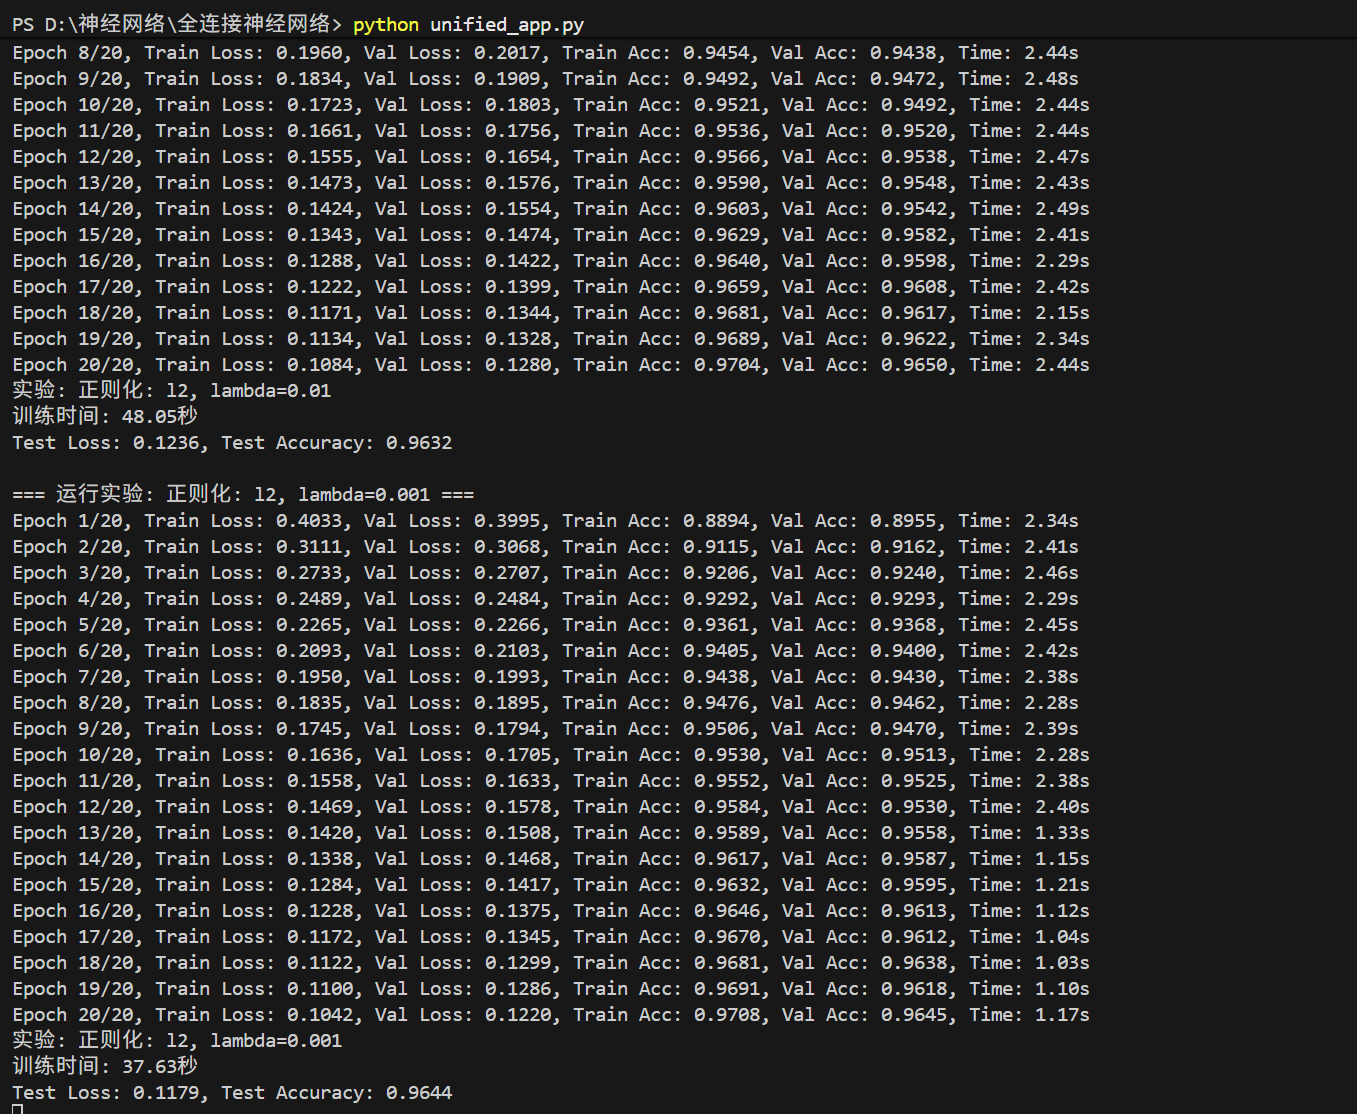 PS D:\神经网络\全连接神经网络> python unified_app.py
Epoch 8/20, Train Loss: 0.1960, Val Loss: 0.2017, Train Acc: 0.9454, Val Acc: 0.9438, Time: 2.44s
Epoch 9/20, Train Loss: 0.1834, Val Loss: 0.1909, Train Acc: 0.9492, Val Acc: 0.9472, Time: 2.48s
Epoch 10/20, Train Loss: 0.1723, Val Loss: 0.1803, Train Acc: 0.9521, Val Acc: 0.9492, Time: 2.44s
Epoch 11/20, Train Loss: 0.1661, Val Loss: 0.1756, Train Acc: 0.9536, Val Acc: 0.9520, Time: 2.44s
Epoch 12/20, Train Loss: 0.1555, Val Loss: 0.1654, Train Acc: 0.9566, Val Acc: 0.9538, Time: 2.47s
Epoch 13/20, Train Loss: 0.1473, Val Loss: 0.1576, Train Acc: 0.9590, Val Acc: 0.9548, Time: 2.43s
Epoch 14/20, Train Loss: 0.1424, Val Loss: 0.1554, Train Acc: 0.9603, Val Acc: 0.9542, Time: 2.49s
Epoch 15/20, Train Loss: 0.1343, Val Loss: 0.1474, Train Acc: 0.9629, Val Acc: 0.9582, Time: 2.41s
Epoch 16/20, Train Loss: 0.1288, Val Loss: 0.1422, Train Acc: 0.9640, Val Acc: 0.9598, Time: 2.29s
Epoch 17/20, Train Loss: 0.1222, Val Loss: 0.1399, Train Acc: 0.9659, Val Acc: 0.9608, Time: 2.42s
Epoch 18/20, Train Loss: 0.1171, Val Loss: 0.1344, Train Acc: 0.9681, Val Acc: 0.9617, Time: 2.15s
Epoch 19/20, Train Loss: 0.1134, Val Loss: 0.1328, Train Acc: 0.9689, Val Acc: 0.9622, Time: 2.34s
Epoch 20/20, Train Loss: 0.1084, Val Loss: 0.1280, Train Acc: 0.9704, Val Acc: 0.9650, Time: 2.44s
实验: 正则化: l2, lambda=0.01
训练时间: 48.05秒
Test Loss: 0.1236, Test Accuracy: 0.9632
=== 运行实验: 正则化: l2, lambda=0.001 ===
Epoch 1/20, Train Loss: 0.4033, Val Loss: 0.3995, Train Acc: 0.8894, Val Acc: 0.8955, Time: 2.34s
Epoch 2/20, Train Loss: 0.3111, Val Loss: 0.3068, Train Acc: 0.9115, Val Acc: 0.9162, Time: 2.41s
Epoch 3/20, Train Loss: 0.2733, Val Loss: 0.2707, Train Acc: 0.9206, Val Acc: 0.9240, Time: 2.46s
Epoch 4/20, Train Loss: 0.2489, Val Loss: 0.2484, Train Acc: 0.9292, Val Acc: 0.9293, Time: 2.29s
Epoch 5/20, Train Loss: 0.2265, Val Loss: 0.2266, Train Acc: 0.9361, Val Acc: 0.9368, Time: 2.45s
Epoch 6/20, Train Loss: 0.2093, Val Loss: 0.2103, Train Acc: 0.9405, Val Acc: 0.9400, Time: 2.42s
Epoch 7/20, Train Loss: 0.1950, Val Loss: 0.1993, Train Acc: 0.9438, Val Acc: 0.9430, Time: 2.38s
Epoch 8/20, Train Loss: 0.1835, Val Loss: 0.1895, Train Acc: 0.9476, Val Acc: 0.9462, Time: 2.28s
Epoch 9/20, Train Loss: 0.1745, Val Loss: 0.1794, Train Acc: 0.9506, Val Acc: 0.9470, Time: 2.39s
Epoch 10/20, Train Loss: 0.1636, Val Loss: 0.1705, Train Acc: 0.9530, Val Acc: 0.9513, Time: 2.28s
Epoch 11/20, Train Loss: 0.1558, Val Loss: 0.1633, Train Acc: 0.9552, Val Acc: 0.9525, Time: 2.38s
Epoch 12/20, Train Loss: 0.1469, Val Loss: 0.1578, Train Acc: 0.9584, Val Acc: 0.9530, Time: 2.40s
Epoch 13/20, Train Loss: 0.1420, Val Loss: 0.1508, Train Acc: 0.9589, Val Acc: 0.9558, Time: 1.33s
Epoch 14/20, Train Loss: 0.1338, Val Loss: 0.1468, Train Acc: 0.9617, Val Acc: 0.9587, Time: 1.15s
Epoch 15/20, Train Loss: 0.1284, Val Loss: 0.1417, Train Acc: 0.9632, Val Acc: 0.9595, Time: 1.21s
Epoch 16/20, Train Loss: 0.1228, Val Loss: 0.1375, Train Acc: 0.9646, Val Acc: 0.9613, Time: 1.12s
Epoch 17/20, Train Loss: 0.1172, Val Loss: 0.1345, Train Acc: 0.9670, Val Acc: 0.9612, Time: 1.04s
Epoch 18/20, Train Loss: 0.1122, Val Loss: 0.1299, Train Acc: 0.9681, Val Acc: 0.9638, Time: 1.03s
Epoch 19/20, Train Loss: 0.1100, Val Loss: 0.1286, Train Acc: 0.9691, Val Acc: 0.9618, Time: 1.10s
Epoch 20/20, Train Loss: 0.1042, Val Loss: 0.1220, Train Acc: 0.9708, Val Acc: 0.9645, Time: 1.17s
实验: 正则化: l2, lambda=0.001
训练时间: 37.63秒
Test Loss: 0.1179, Test Accuracy: 0.9644